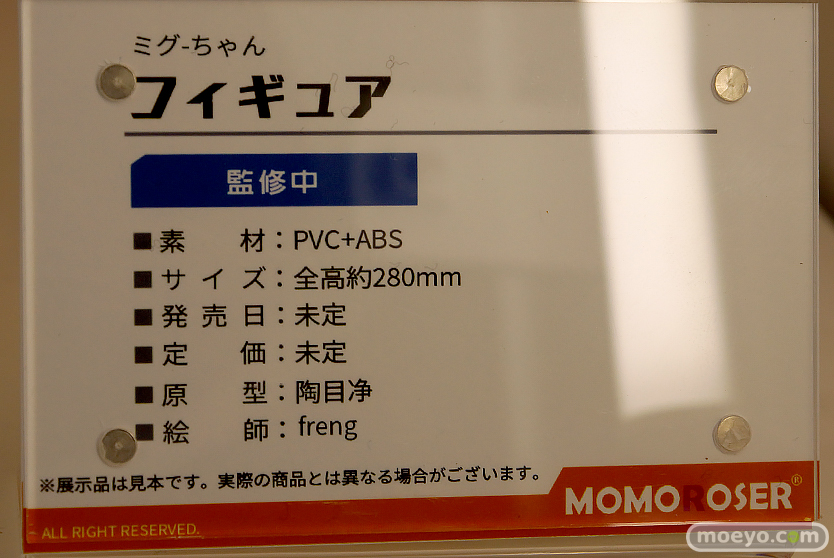 ミグ-ちゃん
フィギュア
監修中
■素 材：PVC+ABS
■サイズ：全高約280mm
■発売日：未定
■定 価：未定
■原 型：陶目净
■絵 師：freng
※展示品は見本です。実際の商品とは異なる場合がございます。
MOMOROSER®
ALL RIGHT RESERVED.
moeyo.com